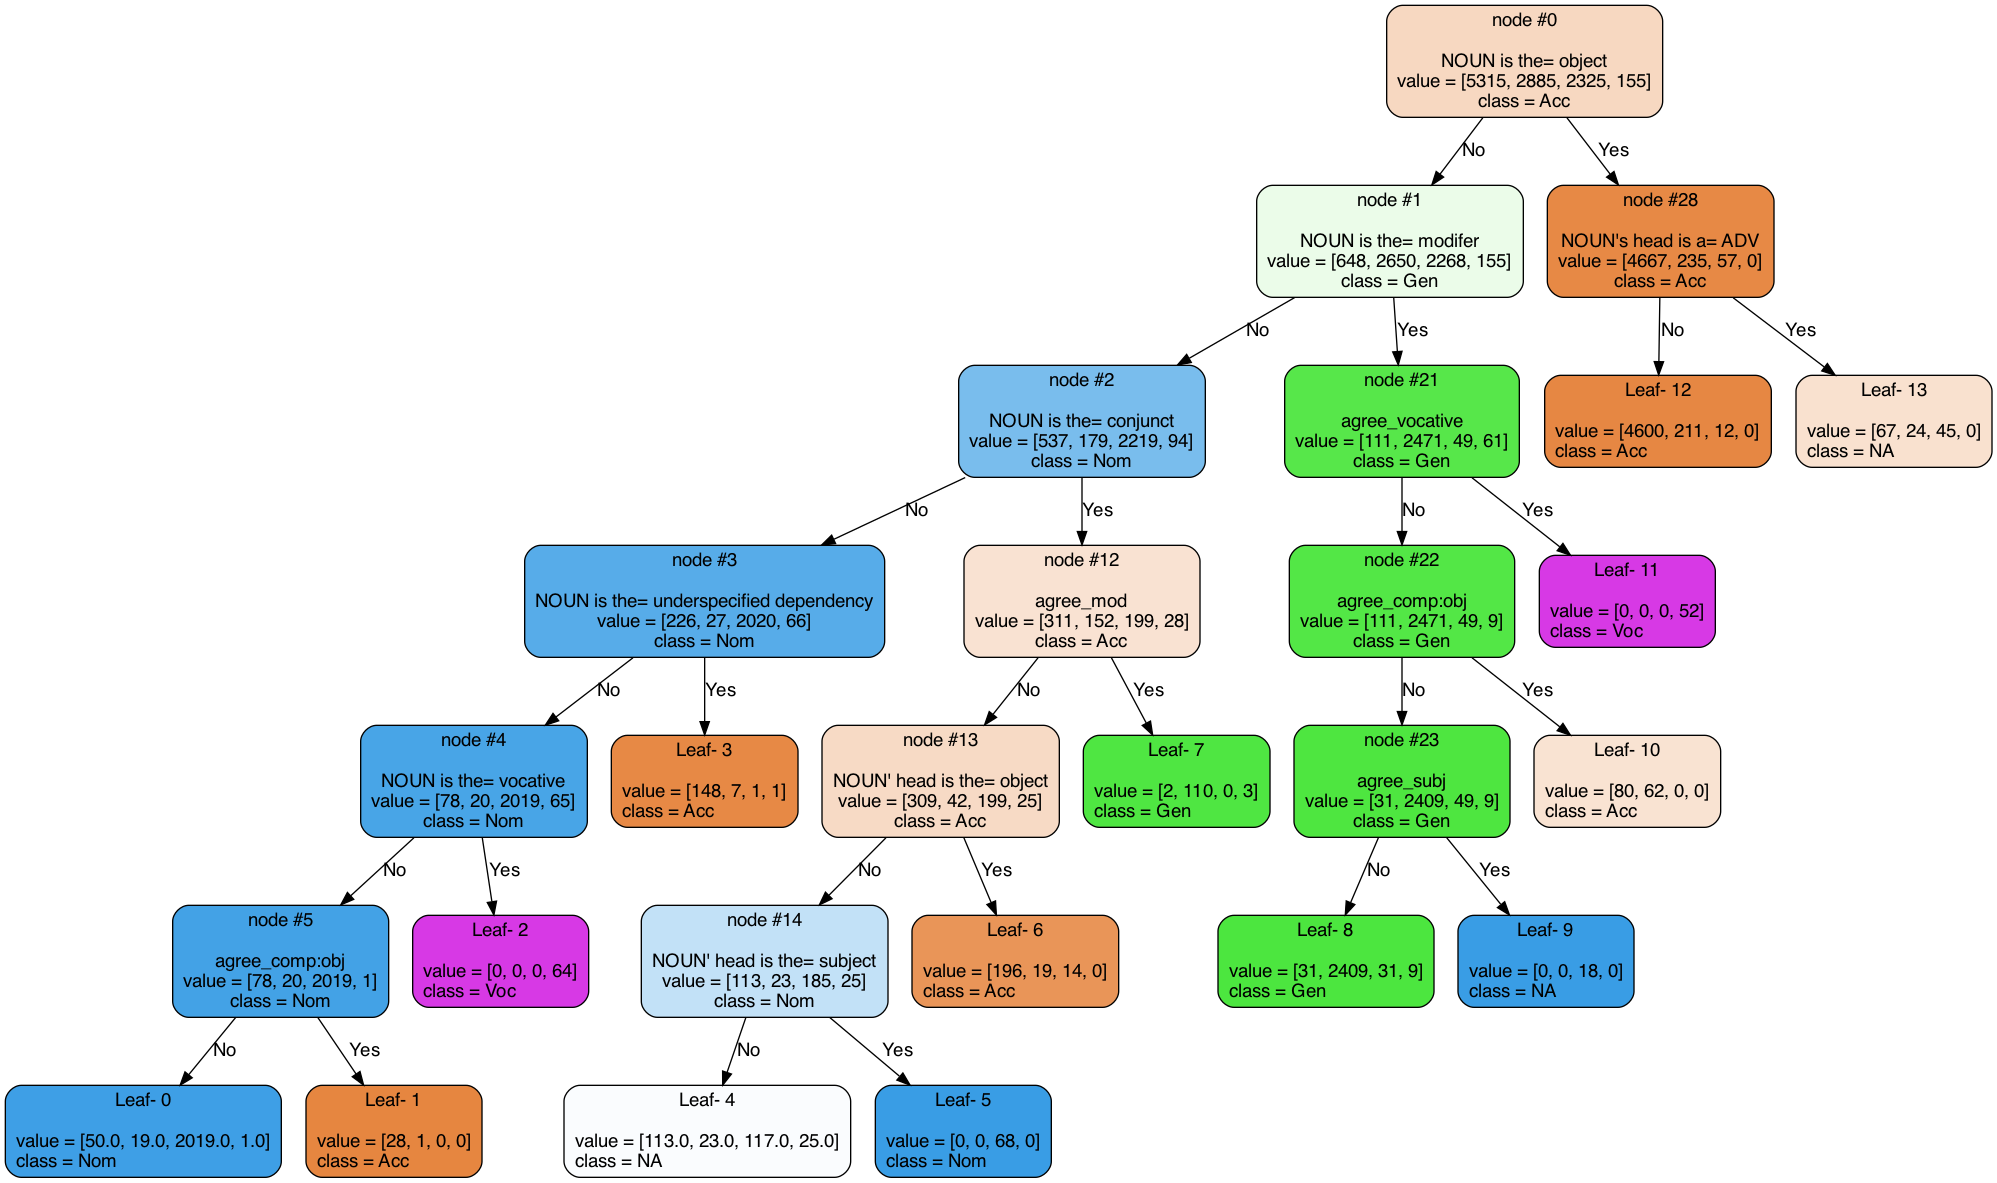 node #0
NOUN is the= object
value = [5315, 2885, 2325, 155]
class = Acc
No
Yes
node #1
NOUN is the= modifer
value = [648, 2650, 2268, 155]
class = Gen
node #28
NOUN's head is a= ADV
value = [4667, 235, 57, 0]
class = Acc
No
Yes
No
Yes
node #2
NOUN is the= conjunct
value = [537, 179, 2219, 94]
class = Nom
node #21
agree_vocative
value = [111, 2471, 49, 61]
class = Gen
Leaf- 12
value = [4600, 211, 12, 0]
class = Acc
Leaf- 13
value = [67, 24, 45, 0]
class = NA
No
Yes
No
Yes
node #3
NOUN is the= underspecified dependency
value = [226, 27, 2020, 66]
class = Nom
node #12
agree_mod
value = [311, 152, 199, 28]
class = Acc
node #22
agree_comp:obj
value = [111, 2471, 49, 9]
class = Gen
Leaf- 11
value = [0, 0, 0, 52]
class = Voc
No
Yes
No
Yes
No
Yes
node #4
NOUN is the= vocative
value = [78, 20, 2019, 65]
class = Nom
Leaf- 3
value = [148, 7, 1, 1]
class = Acc
node #13
NOUN' head is the= object
value = [309, 42, 199, 25]
class = Acc
Leaf- 7
value = [2, 110, 0, 3]
class = Gen
node #23
agree_subj
value = [31, 2409, 49, 9]
class = Gen
Leaf- 10
value = [80, 62, 0, 0]
class = Acc
No
Yes
No
Yes
No
Yes
node #5
agree_comp:obj
value = [78, 20, 2019, 1]
class = Nom
Leaf- 2
value = [0, 0, 0, 64]
class = Voc
node #14
NOUN' head is the= subject
value = [113, 23, 185, 25]
class = Nom
Leaf- 6
value = [196, 19, 14, 0]
class = Acc
Leaf- 8
value = [31, 2409, 31, 9]
class = Gen
Leaf- 9
value = [0, 0, 18, 0]
class = NA
No
Yes
No
Yes
Leaf- 0
value = [50.0, 19.0, 2019.0, 1.0]
class = Nom
Leaf- 1
value = [28, 1, 0, 0]
class = Acc
Leaf- 4
value = [113.0, 23.0, 117.0, 25.0]
class = NA
Leaf- 5
value = [0, 0, 68, 0]
class = Nom